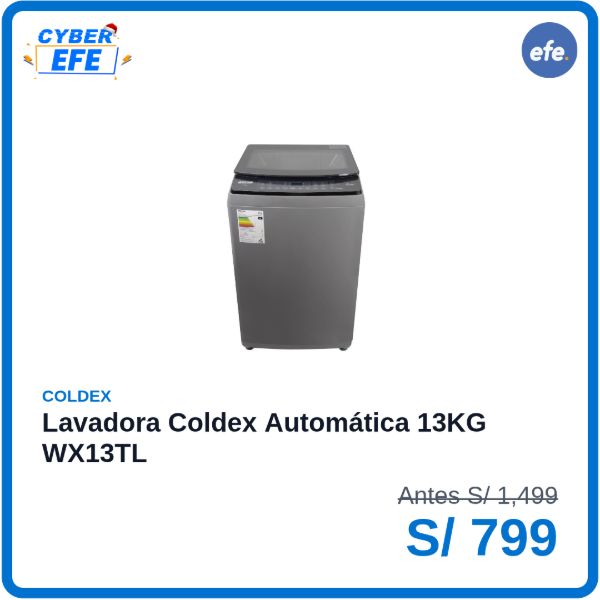 CYBER
EFE
efe.
COLDEX
Lavadora Coldex Automática 13KG
WX13TL
Antes S/ 1,499
S/ 799